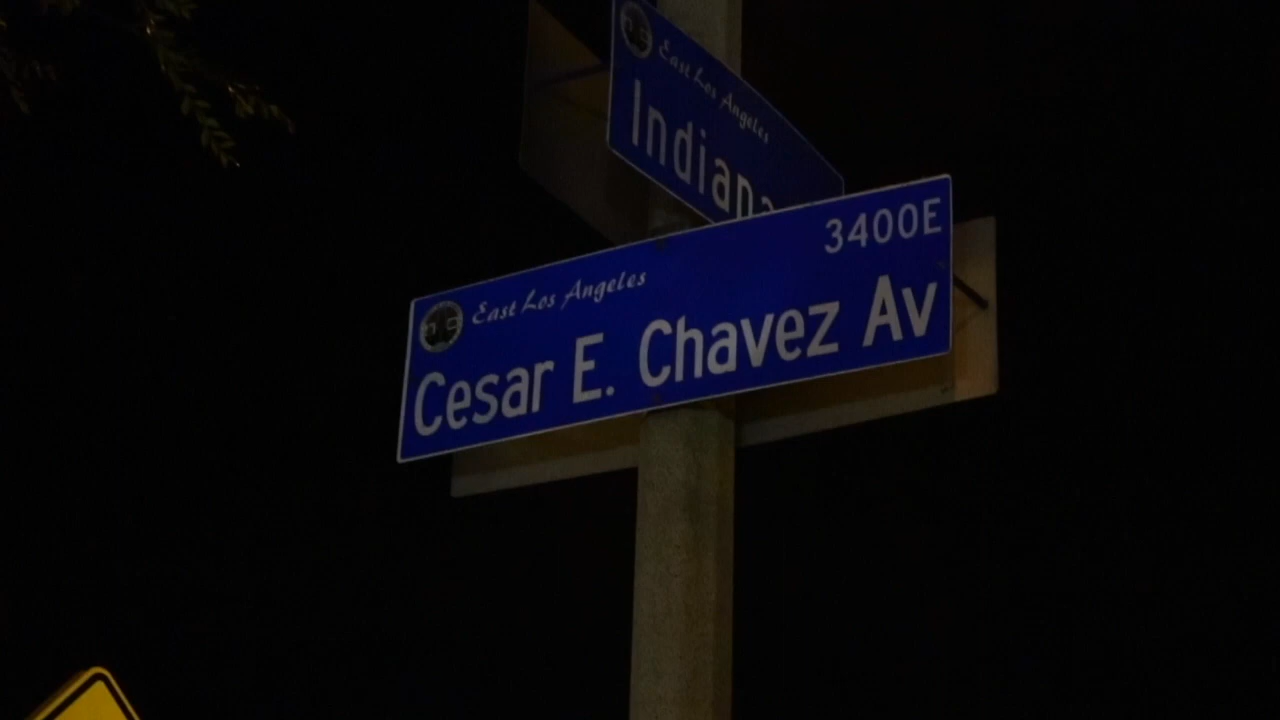 East Los Angeles
Indiana
3400E
East Los Angeles
Cesar E. Chavez Av